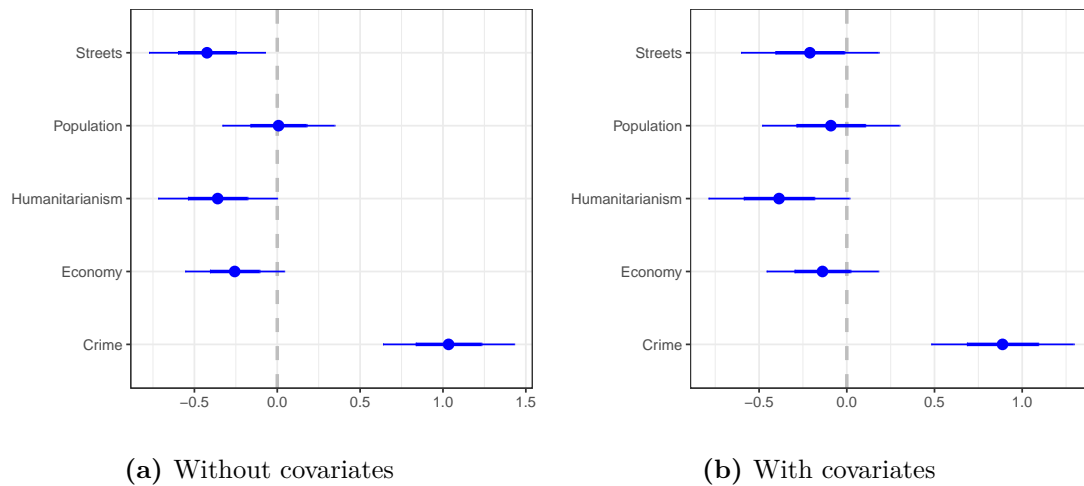 Streets
Population
Humanitarianism
Economy
Crime
−0.5 0.0 0.5 1.0 1.5
(a) Without covariates
Streets
Population
Humanitarianism
Economy
Crime
−0.5 0.0 0.5 1.0
(b) With covariates